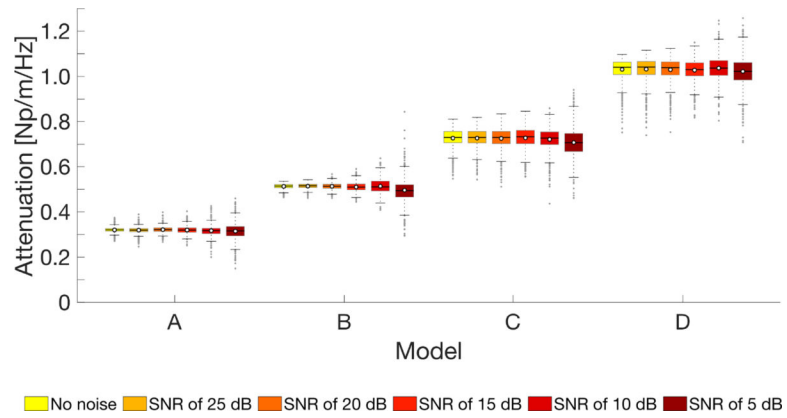 1.2
1.0
0.8
0.6
0.4
0.2
0
Attenuation [Np/m/Hz]
A B C D
Model
No noise SNR of 25 dB SNR of 20 dB SNR of 15 dB SNR of 10 dB SNR of 5 dB